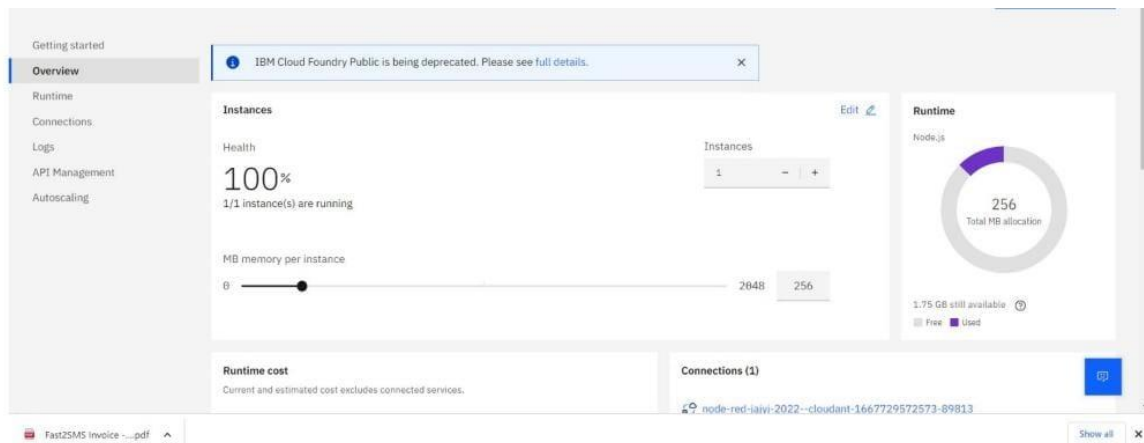 Getting started
Overview
Runtime
Connections
Logs
API Management
Autoscaling
IBM Cloud Foundry Public is being deprecated. Please see full details.
Instances
Edit
Health
100%
1/1 instance(s) are running
Instances
1 - +
MB memory per instance
0 2048 256
Runtime
Node.js
256
Total MB allocation
1.75 GB still available
Free Used
Runtime cost
Current and estimated cost excludes connected services.
Connections (1)
node-red-jaivi-2022--cloudant-1667729572573-89813
Fast2SMS Invoice -....pdf
Show all